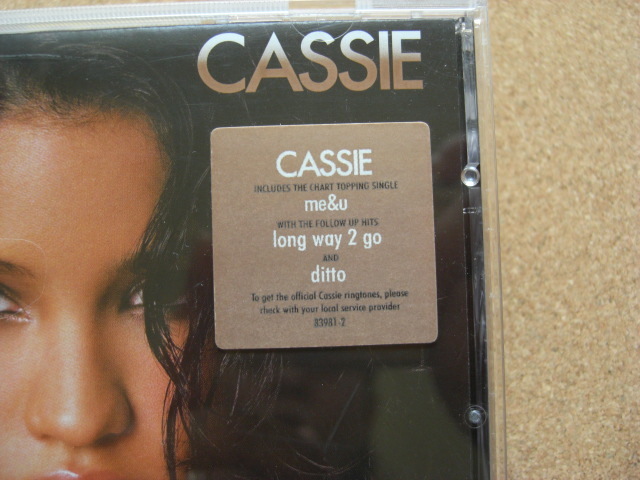 CASSIE
CASSIE
INCLUDES THE CHART TOPPING SINGLE
me&u
WITH THE FOLLOW UP HITS
long way 2 go
AND
ditto
To get the official Cassie ringtones, please
check with your local service provider
83981-2